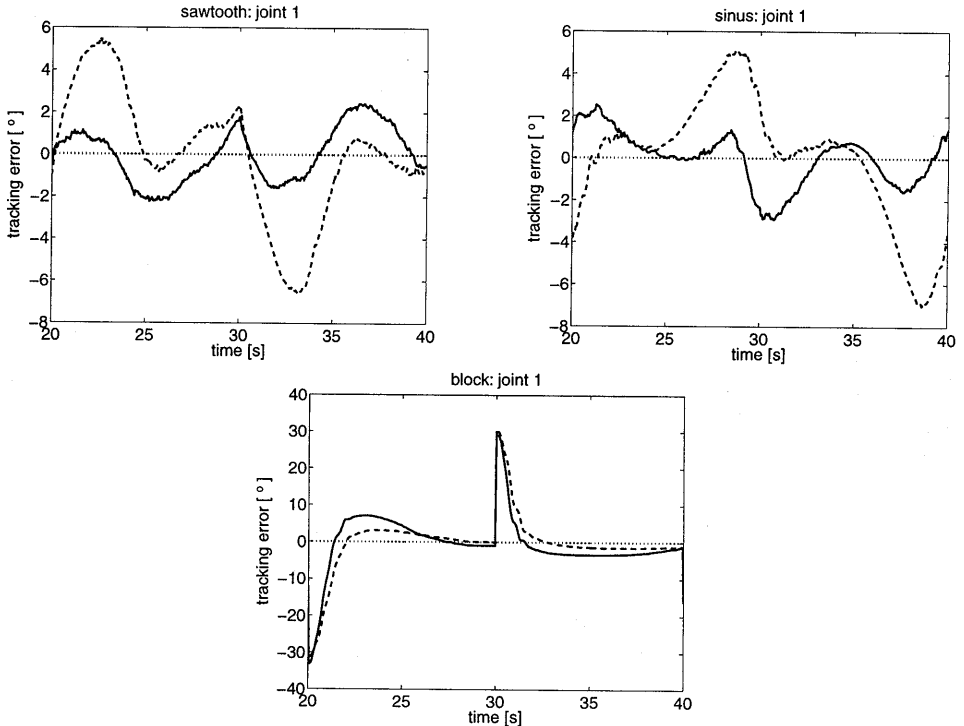 sawtooth: joint 1
6
4
2
0
−2
−4
−6
−8
tracking error [ ° ]
20 25 30 35 40
time [s]
sinus: joint 1
6
4
2
0
−2
−4
−6
−8
tracking error [ ° ]
20 25 30 35 40
time [s]
block: joint 1
40
30
20
10
0
−10
−20
−30
−40
tracking error [ ° ]
20 25 30 35 40
time [s]